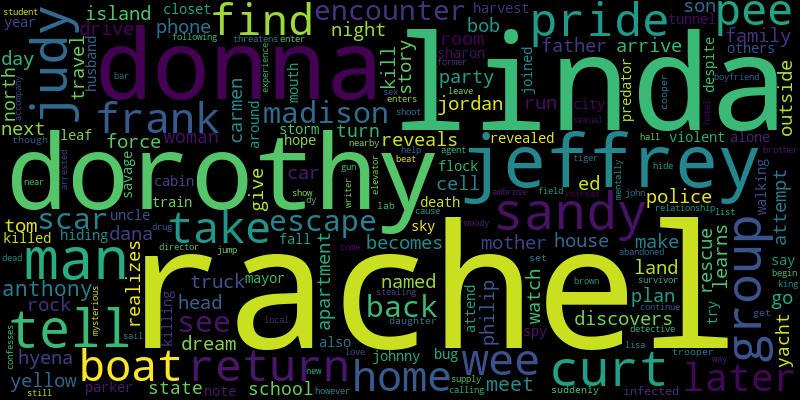 student closet island phone find encounter pride son pee
year drive night bob room harvest tunnel family
following threatens enter father arrive others
judy travel husband donna linda story kill sharon party former despite outside
day north experience mouth joined boyfriend
bar sex enters leave jordan run city predator cooper
frank carmen madison shoot sexual hotel
next though leaf force woman around storm turn reveals revealed hall violent alone
accompany arrested savage hope nearby help beat agent flock tiger hide brother
near dorothy cabin car gun cell jeffrey mentally walking
train give show writer elevator lab death ed police attempt
tom scar uncle drug dy cause ambrose field retreat john relationship list
killed hiding dana take escape sky sandy woody abandoned make rescue learns group
dead man director fall becomes mother house set brown land try say begin
anthony realizes truck jump apartment named come philip watch survivor king go
rock mayor back stealing attend plan continue get
tell mysterious sail killing head see local rachel discovers detective yacht
confesses hyena dream also daughter spy lisa trooper
boat return love johnny bug wee curt way later
yellow state note home supply meet suddenly infected
still parker school new however calling